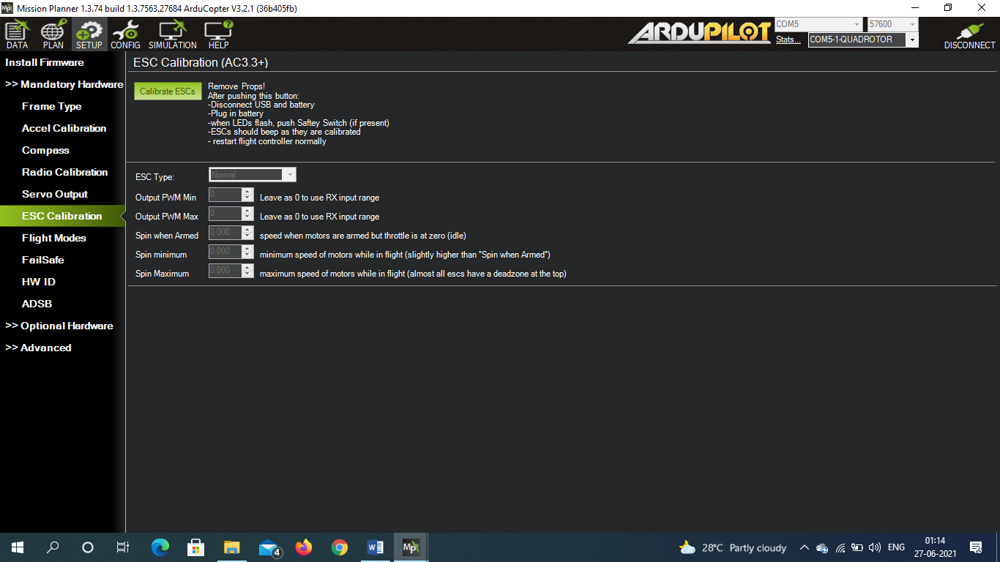 Mission Planner 1.3.74 build 1.3.7563.27684 ArduCopter V3.2.1 (36b405fb)
DATA
PLAN
SETUP
CONFIG
SIMULATION
HELP
ARDUPILOT
COM5
57600
Stats...
COM5-1-QUADROTOR
DISCONNECT
Install Firmware
>> Mandatory Hardware
Frame Type
Accel Calibration
Compass
Radio Calibration
Servo Output
ESC Calibration
Flight Modes
FailSafe
HW ID
ADSB
>> Optional Hardware
>> Advanced
ESC Calibration (AC3.3+)
Calibrate ESCs
Remove Props!
After pushing this button:
-Disconnect USB and battery
-Plug in battery
-when LEDs flash, push Saftey Switch (if present)
-ESCs should beep as they are calibrated
- restart flight controller normally
ESC Type: Normal
Output PWM Min 0 Leave as 0 to use RX input range
Output PWM Max 0 Leave as 0 to use RX input range
Spin when Armed 0.000 speed when motors are armed but throttle is at zero (idle)
Spin minimum 0.000 minimum speed of motors while in flight (slightly higher than "Spin when Armed")
Spin Maximum 0.000 maximum speed of motors while in flight (almost all escs have a deadzone at the top)
4
W
Mp
28°C Partly cloudy
ENG
01:14
27-06-2021